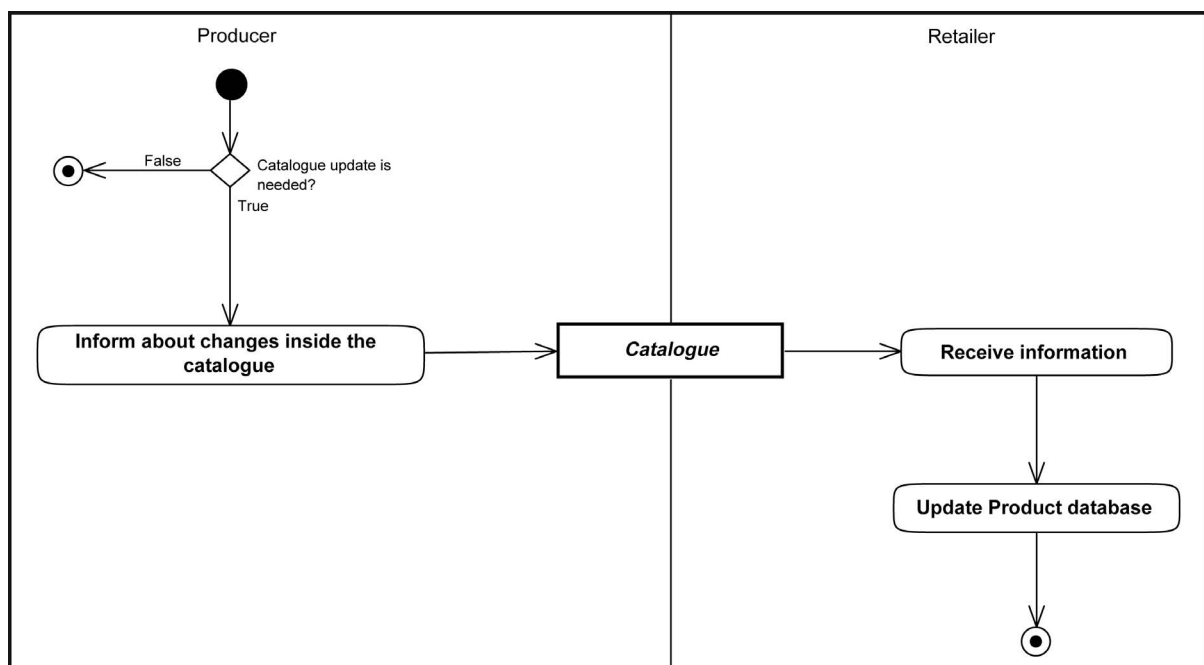 Producer
Retailer
False
Catalogue update is
needed?
True
Inform about changes inside the
catalogue
Catalogue
Receive information
Update Product database